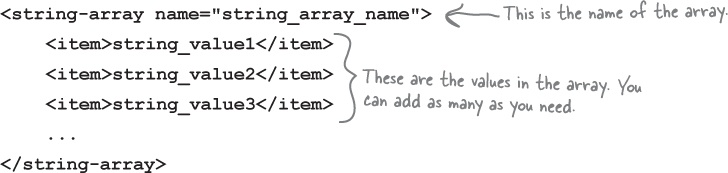 <string-array name="string_array_name"> This is the name of the array.
<item>string_value1</item>
<item>string_value2</item>
<item>string_value3</item>
These are the values in the array. You
can add as many as you need.
...
</string-array>